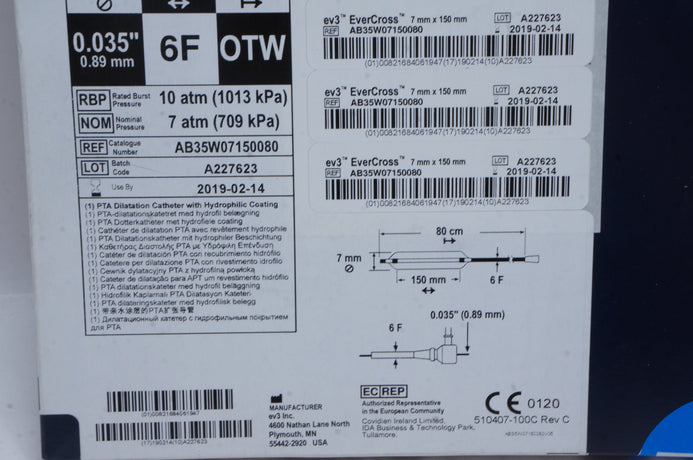 0.035"
0.89 mm
6F
OTW
RBP Rated Burst Pressure 10 atm (1013 kPa)
NOM Nominal Pressure 7 atm (709 kPa)
REF Catalogue Number AB35W07150080
LOT Batch Code A227623
Use By 2019-02-14
(1) PTA Dilatation Catheter with Hydrophilic Coating
(1) PTA-dilatationskatetret med hydrofil belægning
(1) PTA Dotterkatheter met hydrofiele coating
(1) Cathéter de dilatation PTA avec revêtement hydrophile
(1) PTA Dilatationskatheter mit hydrophiler Beschichtung
(1) Καθετήρας Διαστολής PTA με Υδρόφιλη Επένδυση
(1) Catéter de dilatación PTA con recubrimiento hidrófilo
(1) Catetere per dilatazione PTA con rivestimento idrofilo
(1) Cewnik dylatacyjny PTA z hydrofilną powłoką
(1) Cateter de dilatação para APT um revestimento hidrófilo
(1) PTA dilatationskateter med hydrofil beläggning
(1) Hidrofilik Kaplamalı PTA Dilatasyon Kateteri
(1) PTA dilateringskateter med hydrofilisk belegg
(1) 带亲水涂层的PTA扩张导管
(1) Дилатационный катетер с гидрофильным покрытием
для PTA
ev3™ EverCross™ 7 mm x 150 mm LOT A227623
REF AB35W07150080 2019-02-14
(01)00821684061947(17)190214(10)A227623
ev3™ EverCross™ 7 mm x 150 mm LOT A227623
REF AB35W07150080 2019-02-14
(01)00821684061947(17)190214(10)A227623
ev3™ EverCross™ 7 mm x 150 mm LOT A227623
REF AB35W07150080 2019-02-14
(01)00821684061947(17)190214(10)A227623
80 cm
7 mm
150 mm
6 F
6 F
0.035" (0.89 mm)
(01)00821684061947
(17)190214(10)A227623
MANUFACTURER
ev3 Inc.
4600 Nathan Lane North
Plymouth, MN
55442-2920 USA
EC REP
Authorized Representative
in the European Community
Covidien Ireland Limited,
IDA Business & Technology Park,
Tullamore.
CE 0120
510407-100C Rev C